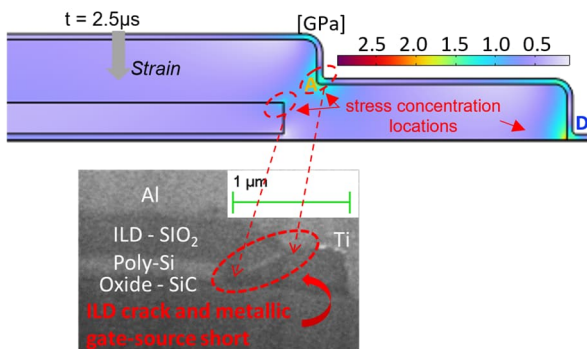 t = 2.5µs
[GPa]
2.5 2.0 1.5 1.0 0.5
Strain
A
stress concentration
locations
D
1 µm
Al
ILD - SIO₂
Ti
Poly-Si
Oxide - SiC
ILD crack and metallic
gate-source short